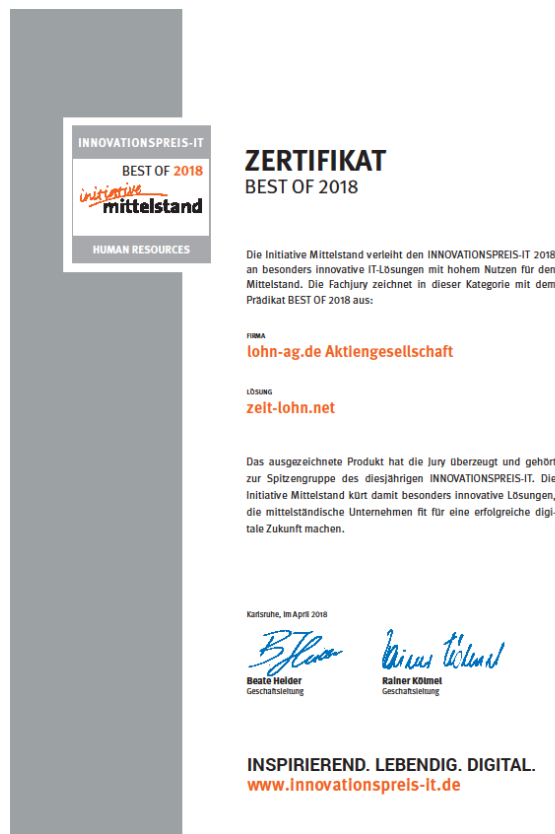 INNOVATIONSPREIS-IT
BEST OF 2018
initiative
mittelstand
HUMAN RESOURCES
ZERTIFIKAT
BEST OF 2018
Die Initiative Mittelstand verleiht den INNOVATIONSPREIS-IT 2018
an besonders innovative IT-Lösungen mit hohem Nutzen für den
Mittelstand. Die Fachjury zeichnet in dieser Kategorie mit dem
Prädikat BEST OF 2018 aus:
FIRMA
lohn-ag.de Aktiengesellschaft
LÖSUNG
zeit-lohn.net
Das ausgezeichnete Produkt hat die Jury überzeugt und gehört
zur Spitzengruppe des diesjährigen INNOVATIONSPREIS-IT. Die
Initiative Mittelstand kürt damit besonders innovative Lösungen,
die mittelständische Unternehmen fit für eine erfolgreiche digi-
tale Zukunft machen.
Karlsruhe, im April 2018
Rainer Kölmel
Beate Heider Rainer Kölmel
Geschäftsleitung Geschäftsleitung
INSPIRIEREND. LEBENDIG. DIGITAL.
www.innovationspreis-it.de